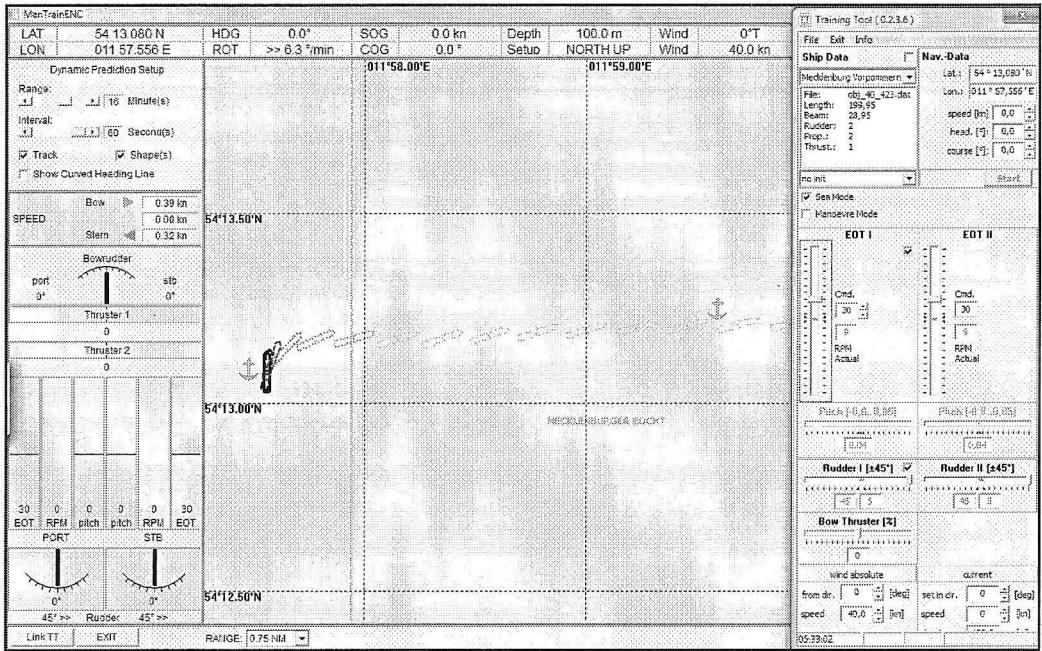 ManTrainENC
LAT 54 13.080 N HDG 0.0° SOG 0.0 kn Depth 100.0 m Wind 0°T
LON 011 57.556 E ROT >> 6.3 °/min COG 0.0 ° Setup NORTH UP Wind 40.0 kn
Dynamic Prediction Setup
Range:
16 Minute(s)
Interval:
60 Second(s)
Track Shape(s)
Show Curved Heading Line
Bow 0.39 kn
SPEED 0.00 kn
Stern 0.32 kn
Bowrudder
port stb
0° 0°
Thruster 1
0
Thruster 2
0
30 0 0 0 0 30
EOT RPM pitch pitch RPM EOT
PORT STB
0° 0°
45° >> Rudder 45° >>
Link TT EXIT
011°58.00'E 011°59.00'E
54°13.50'N
54°13.00'N
MECKLENBURGER BUCHT
54°12.50'N
RANGE: 0.75 NM
Training Tool ( 0.2.3.6 )
File Exit Info
Ship Data
Mecklenburg Vorpommern
File: obj_46_423.dat
Length: 199,95
Beam: 28,95
Rudder: 2
Prop.: 2
Thrust.: 1
no init
Nav.-Data
Lat.: 54 ° 13,080 ' N
Lon.: 011 ° 57,556 ' E
speed [kn] 0,0
head. [°]: 0,0
course [°]: 0,0
Start
Sea Mode
Manoevre Mode
EOT I EOT II
Cmd. Cmd.
30 30
RPM RPM
Actual Actual
0,04 0,04
Rudder I [±45°] Rudder II [±45°]
45 45
Bow Thruster [%]
0
wind absolute current
from dir. 0 [deg] set in dir. 0 [deg]
speed 40,0 [kn] speed 0 [kn]
05:33:02